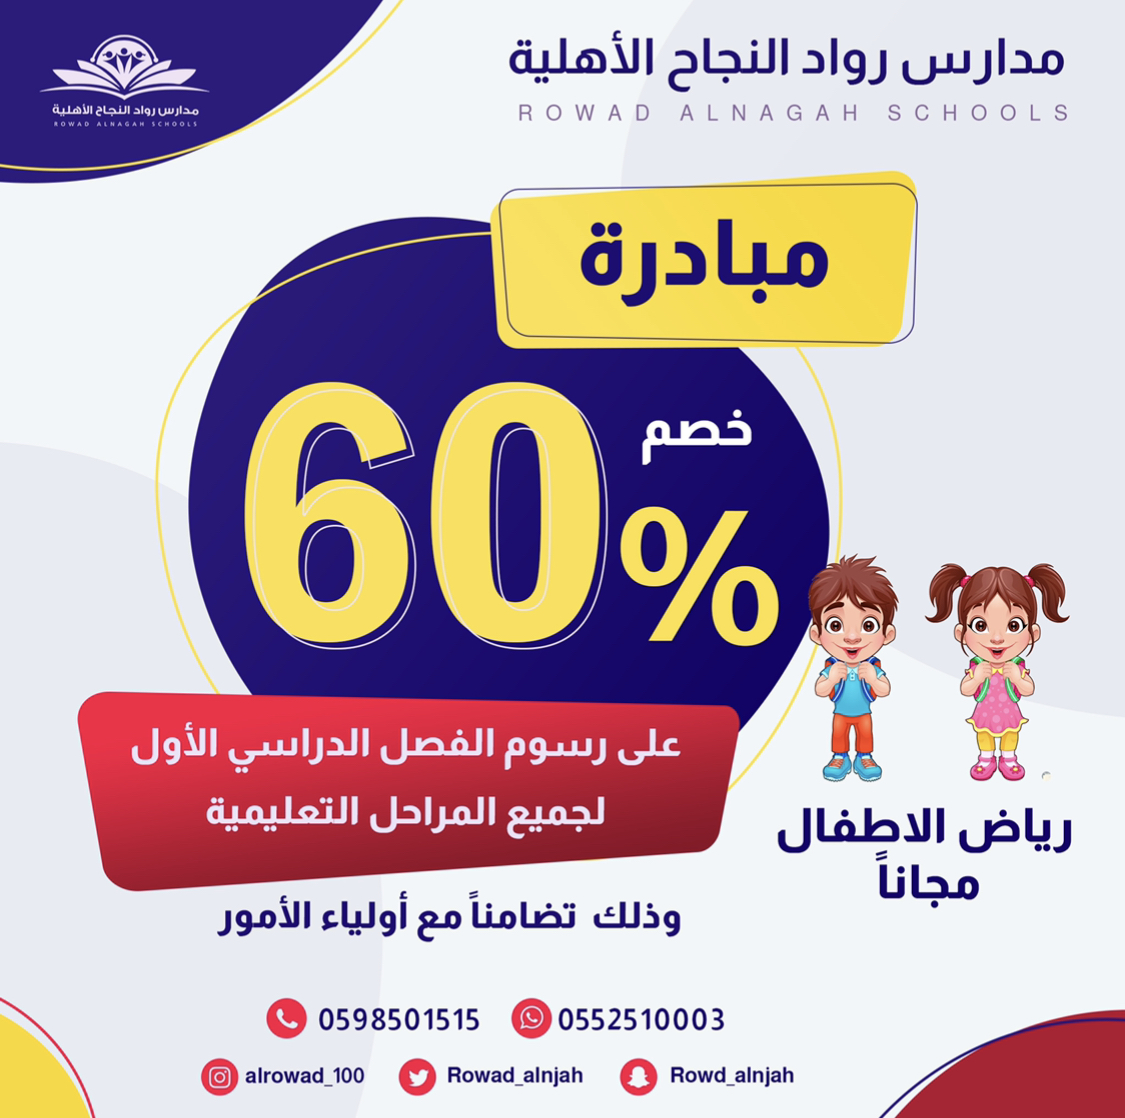 مدارس رواد النجاح الأهلية
ROWAD ALNAGAH SCHOOLS
مدارس رواد النجاح الأهلية
ROWAD ALNAGAH SCHOOLS
مبادرة
خصم
60%
على رسوم الفصل الدراسي الأول
لجميع المراحل التعليمية
رياض الاطفال
مجاناً
وذلك تضامناً مع أولياء الأمور
0598501515 0552510003
alrowad_100 Rowad_alnjah Rowd_alnjah